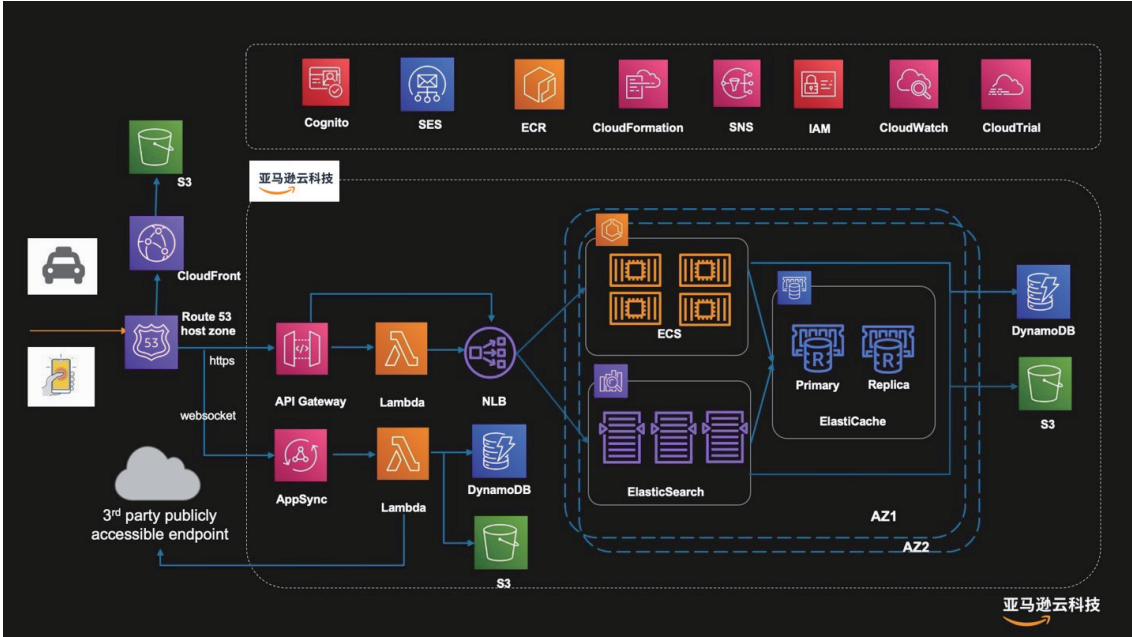 Cognito
SES
ECR
CloudFormation
SNS
IAM
CloudWatch
CloudTrial
S3
亚马逊云科技
CloudFront
Route 53
host zone
53
https
API Gateway
Lambda
NLB
ECS
Primary
Replica
R
R
ElastiCache
DynamoDB
S3
websocket
AppSync
Lambda
DynamoDB
ElasticSearch
3rd party publicly
accessible endpoint
S3
AZ1
AZ2
亚马逊云科技